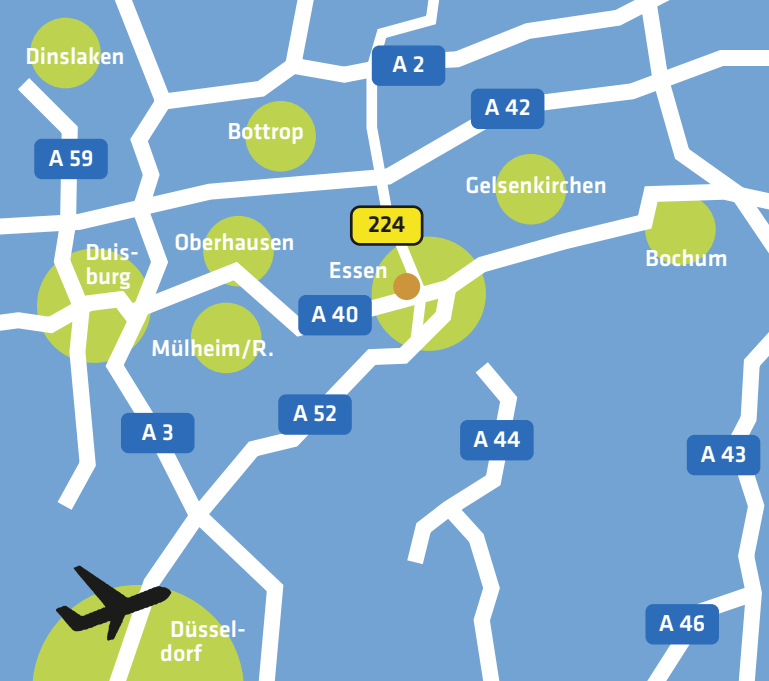 Dinslaken
A 2
A 42
Bottrop
A 59
Gelsenkirchen
224
Oberhausen
Duis-
burg
Bochum
Essen
A 40
Mülheim/R.
A 52
A 3
A 44
A 43
A 46
Düssel-
dorf